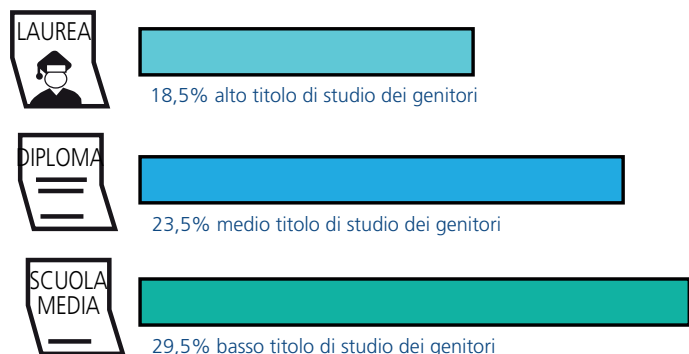 LAUREA
18,5% alto titolo di studio dei genitori
DIPLOMA
23,5% medio titolo di studio dei genitori
SCUOLA
MEDIA
29,5% basso titolo di studio dei genitori